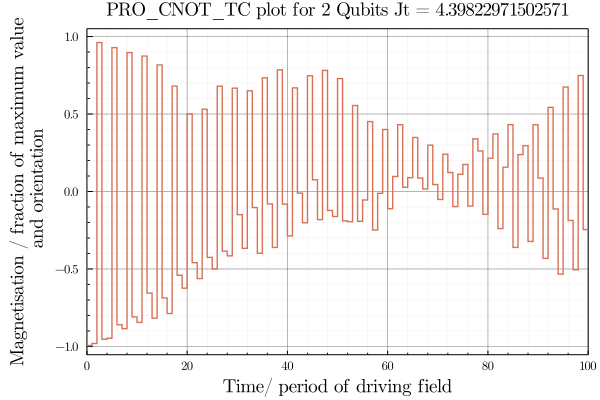 PRO_CNOT_TC plot for 2 Qubits Jt = 4.39822971502571
Magnetisation / fraction of maximum value
and orientation
1.0
0.5
0.0
−0.5
−1.0
0 20 40 60 80 100
Time/ period of driving field